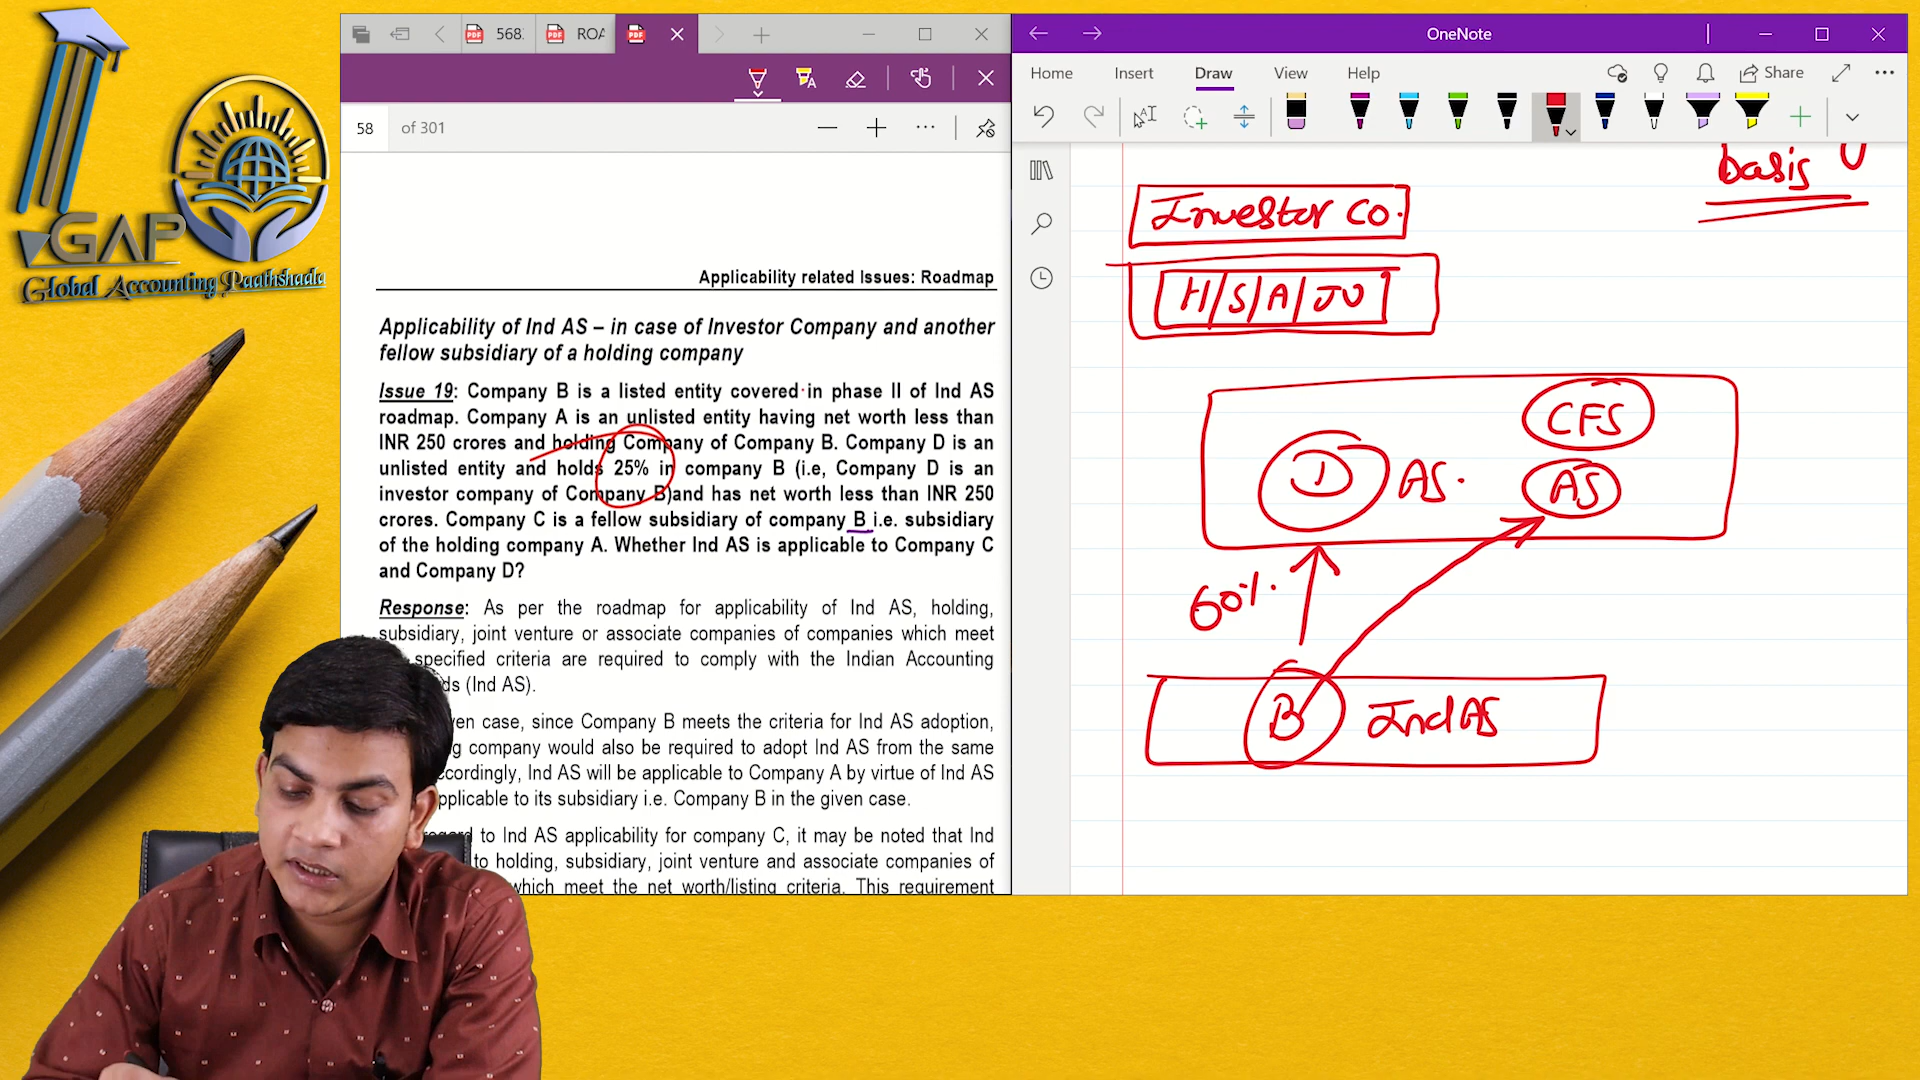 GAP
Global Accounting Paathshaala
568
ROA
58
of 301
Applicability related Issues: Roadmap
Applicability of Ind AS – in case of Investor Company and another
fellow subsidiary of a holding company
Issue 19: Company B is a listed entity covered in phase II of Ind AS
roadmap. Company A is an unlisted entity having net worth less than
INR 250 crores and holding Company of Company B. Company D is an
unlisted entity and holds 25% in company B (i.e, Company D is an
investor company of Company B)and has net worth less than INR 250
crores. Company C is a fellow subsidiary of company B i.e. subsidiary
of the holding company A. Whether Ind AS is applicable to Company C
and Company D?
Response: As per the roadmap for applicability of Ind AS, holding,
subsidiary, joint venture or associate companies of companies which meet
specified criteria are required to comply with the Indian Accounting
ds (Ind AS).
ven case, since Company B meets the criteria for Ind AS adoption,
g company would also be required to adopt Ind AS from the same
ccordingly, Ind AS will be applicable to Company A by virtue of Ind AS
pplicable to its subsidiary i.e. Company B in the given case.
regard to Ind AS applicability for company C, it may be noted that Ind
to holding, subsidiary, joint venture and associate companies of
which meet the net worth/listing criteria. This requirement
OneNote
Home Insert Draw View Help
Share
basis
Investor Co.
H/S/A/JV
CFS
D AS.
AS
60%.
B Ind AS